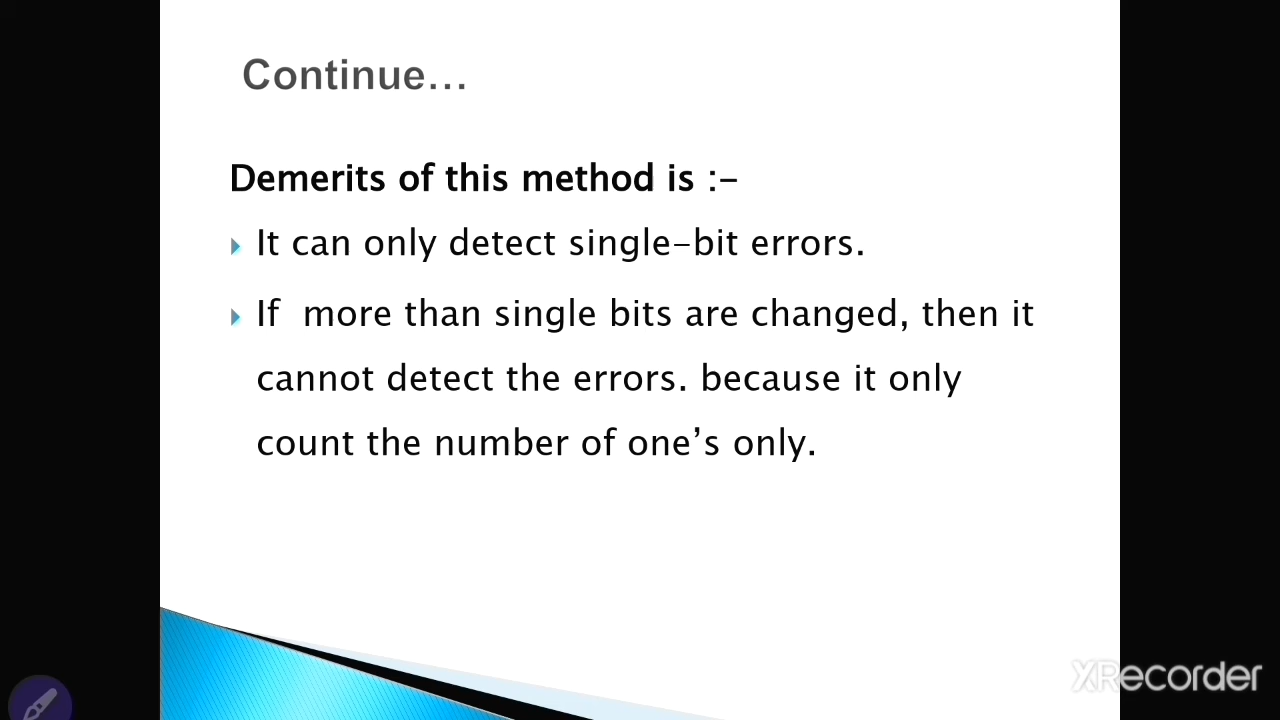 Continue...
Demerits of this method is :-
It can only detect single-bit errors.
If more than single bits are changed, then it
cannot detect the errors. because it only
count the number of one’s only.
XRecorder